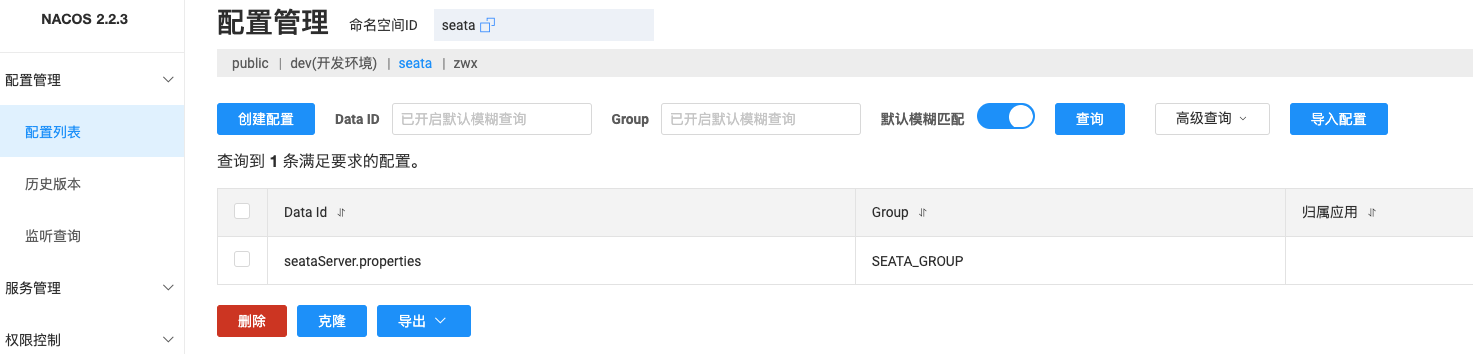 NACOS 2.2.3
配置管理
配置列表
历史版本
监听查询
服务管理
权限控制
配置管理 命名空间ID seata
public | dev(开发环境) | seata | zwx
创建配置 Data ID 已开启默认模糊查询 Group 已开启默认模糊查询 默认模糊匹配 查询 高级查询 导入配置
查询到 1 条满足要求的配置。
Data Id Group 归属应用
seataServer.properties SEATA_GROUP
删除 克隆 导出